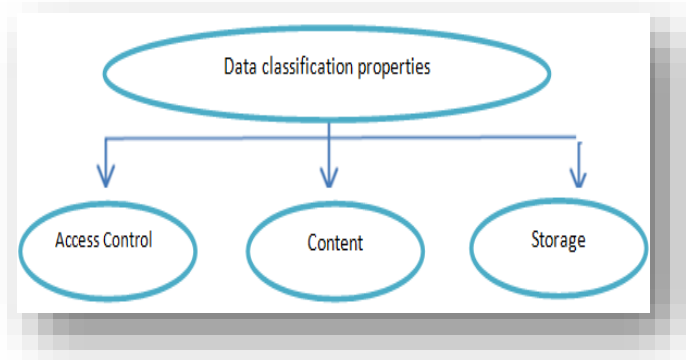 Data classification properties
Access Control
Content
Storage